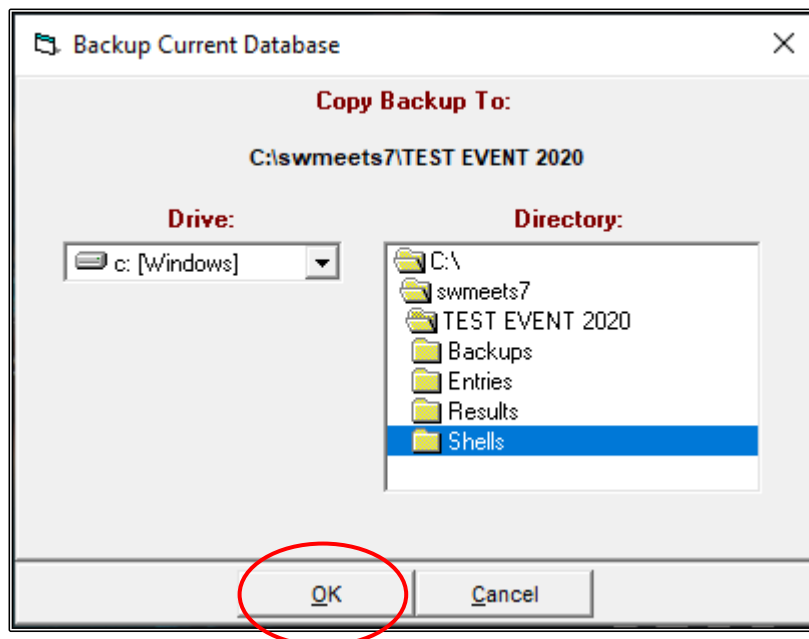 Backup Current Database
Copy Backup To:
C:\swmeets7\TEST EVENT 2020
Drive:
Directory:
c: [Windows]
C:\
swmeets7
TEST EVENT 2020
Backups
Entries
Results
Shells
OK
Cancel